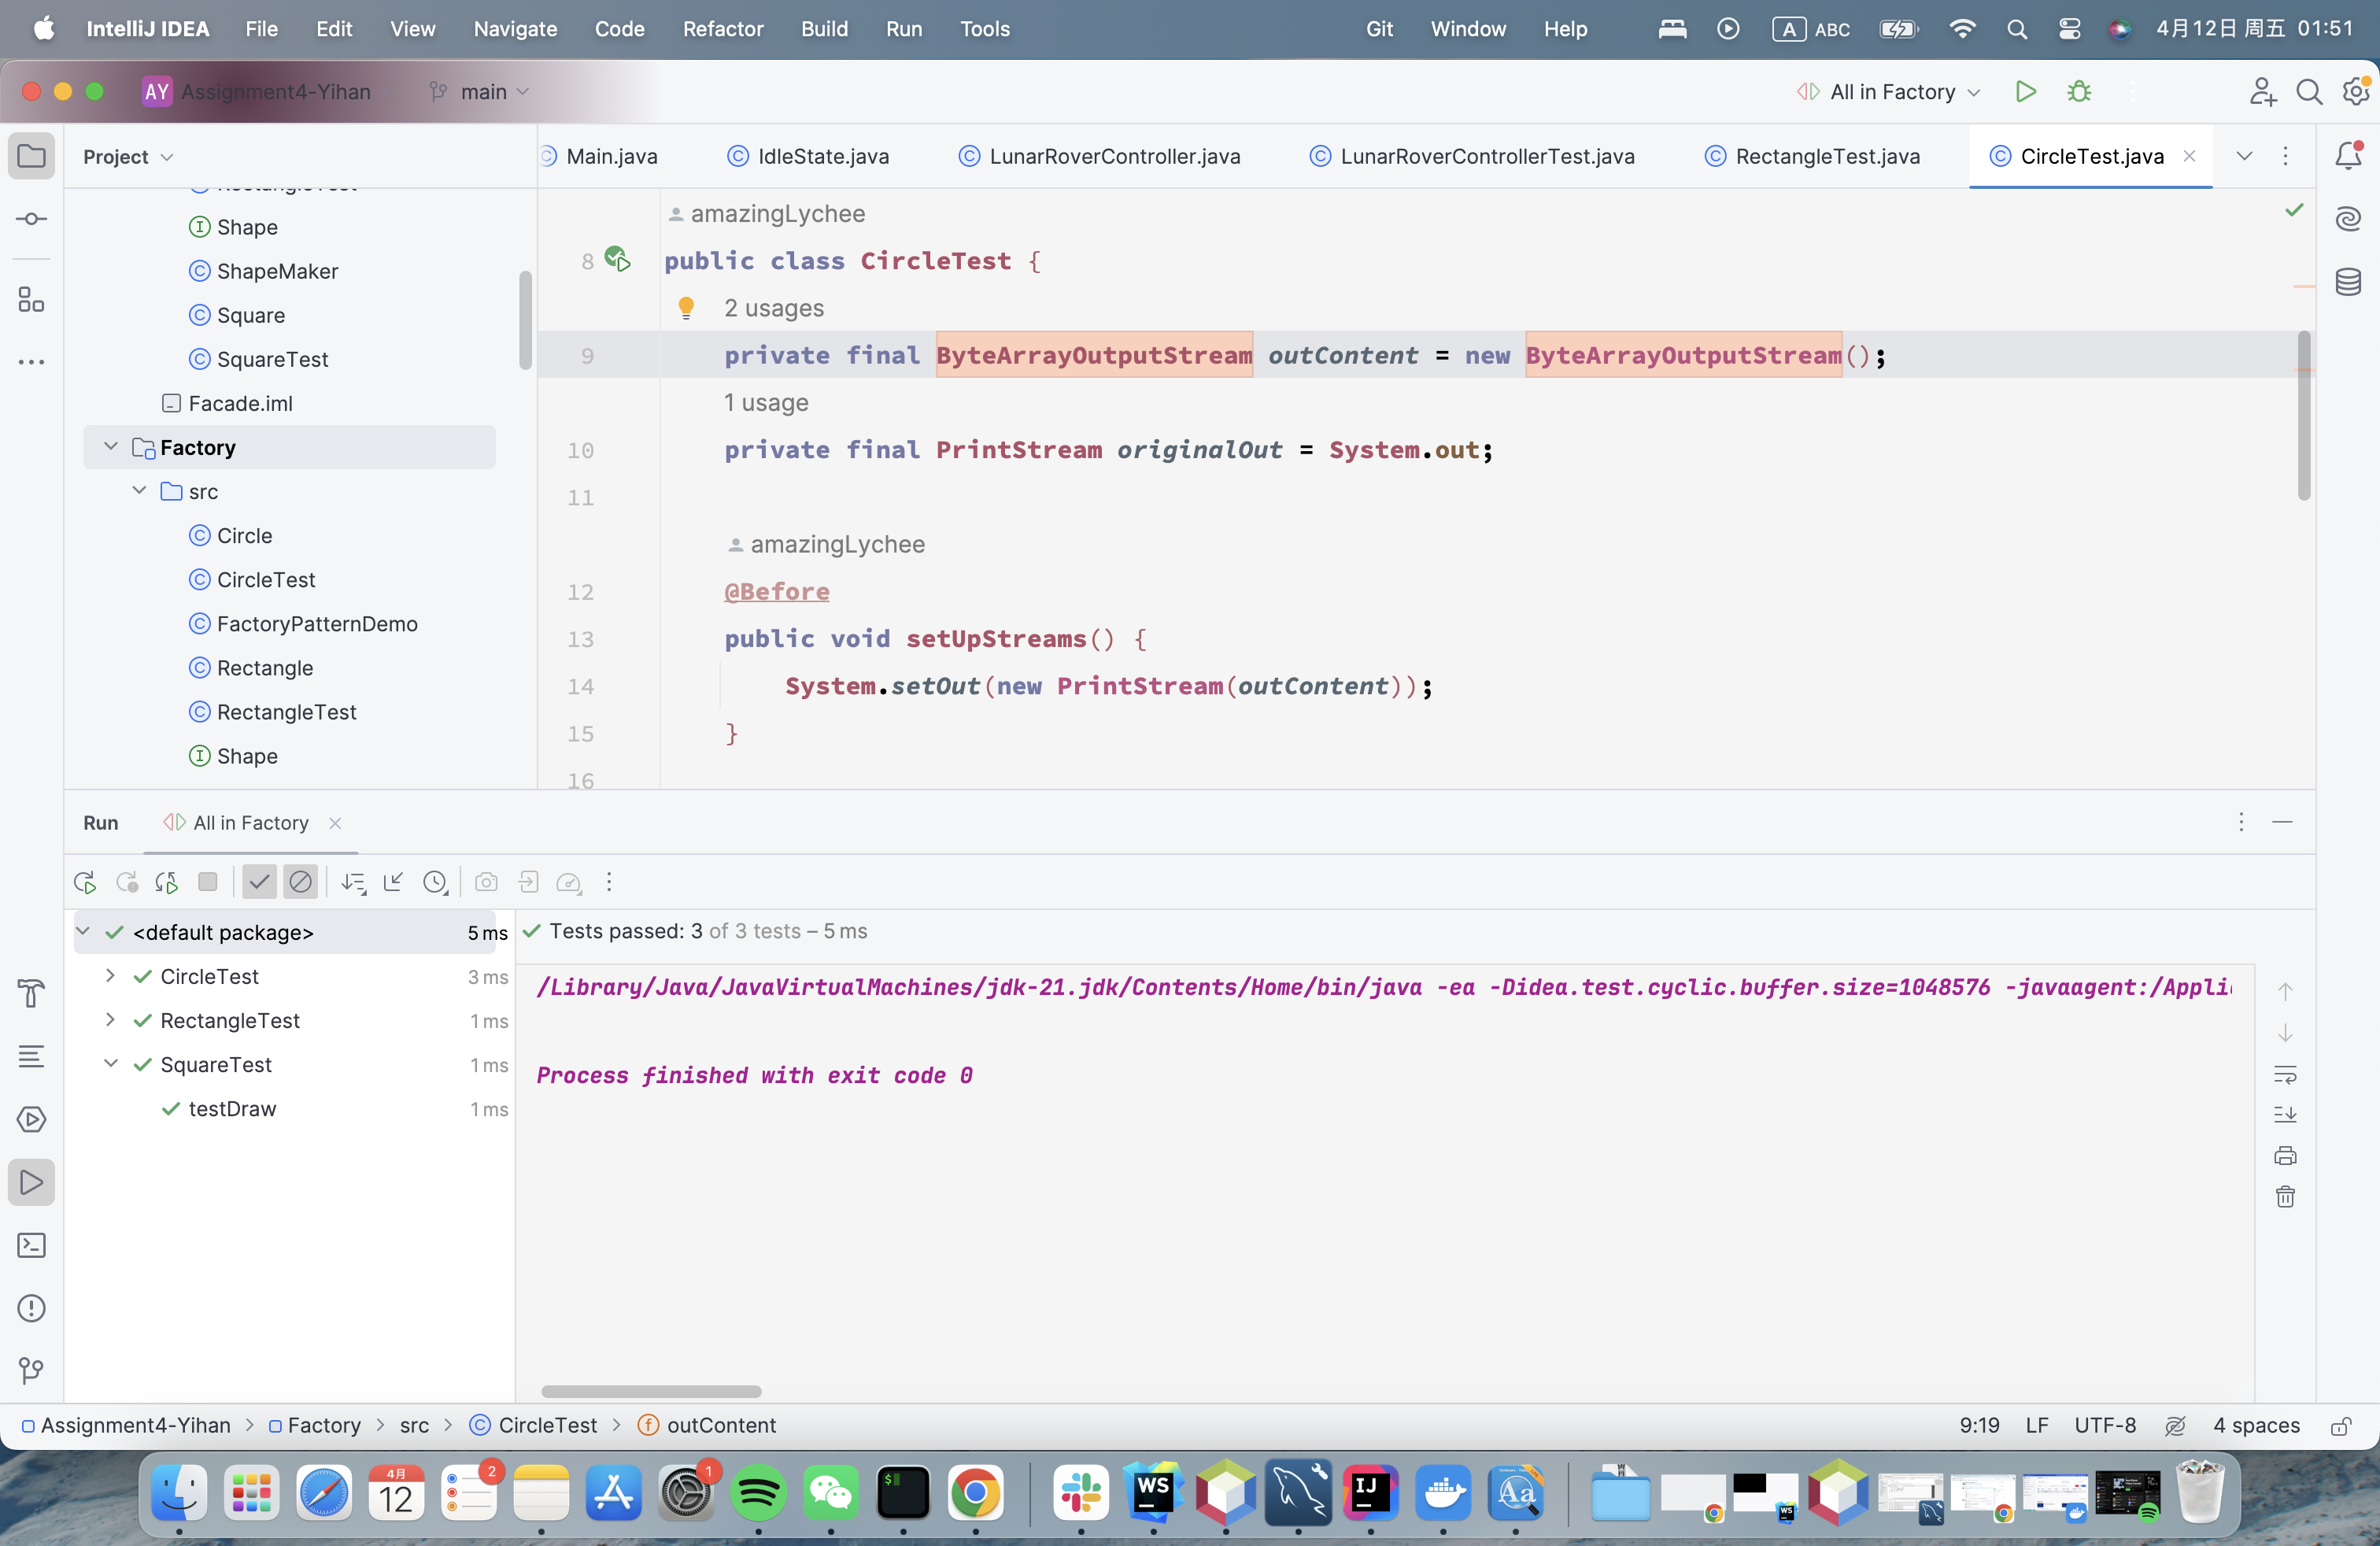 IntelliJ IDEA File Edit View Navigate Code Refactor Build Run Tools Git Window Help A ABC 4月12日 周五 01:51
AY Assignment4-Yihan main All in Factory
Project
Main.java IdleState.java LunarRoverController.java LunarRoverControllerTest.java RectangleTest.java CircleTest.java
RectangleTest
Shape
ShapeMaker
Square
SquareTest
Facade.iml
Factory
src
Circle
CircleTest
FactoryPatternDemo
Rectangle
RectangleTest
Shape
amazingLychee
8 public class CircleTest {
2 usages
9 private final ByteArrayOutputStream outContent = new ByteArrayOutputStream();
1 usage
10 private final PrintStream originalOut = System.out;
11
amazingLychee
12 @Before
13 public void setUpStreams() {
14 System.setOut(new PrintStream(outContent));
15 }
16
Run All in Factory
<default package> 5 ms
CircleTest 3 ms
RectangleTest 1 ms
SquareTest 1 ms
testDraw 1 ms
Tests passed: 3 of 3 tests – 5 ms
/Library/Java/JavaVirtualMachines/jdk-21.jdk/Contents/Home/bin/java -ea -Didea.test.cyclic.buffer.size=1048576 -javaagent:/Appli
Process finished with exit code 0
Assignment4-Yihan Factory src CircleTest outContent 9:19 LF UTF-8 4 spaces
4月
12
2
1
$
WS
IJ
Aa